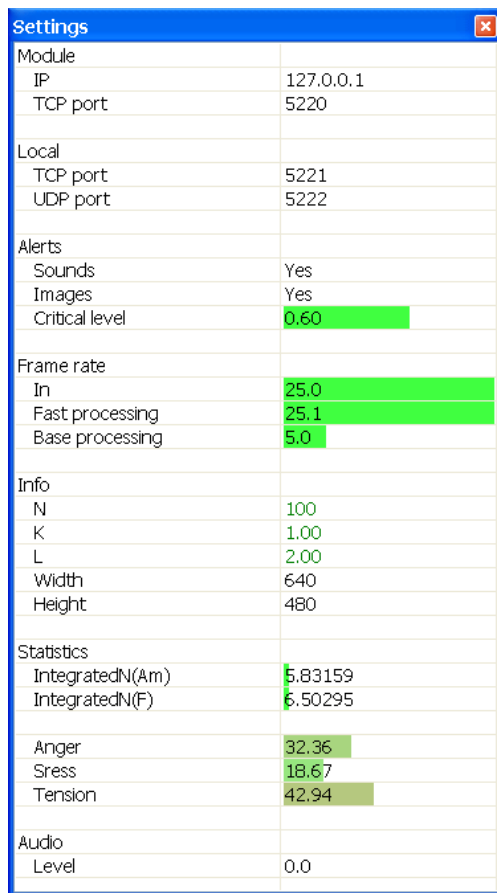 Settings
Module
IP 127.0.0.1
TCP port 5220
Local
TCP port 5221
UDP port 5222
Alerts
Sounds Yes
Images Yes
Critical level 0.60
Frame rate
In 25.0
Fast processing 25.1
Base processing 5.0
Info
N 100
K 1.00
L 2.00
Width 640
Height 480
Statistics
IntegratedN(Am) 5.83159
IntegratedN(F) 6.50295
Anger 32.36
Sress 18.67
Tension 42.94
Audio
Level 0.0